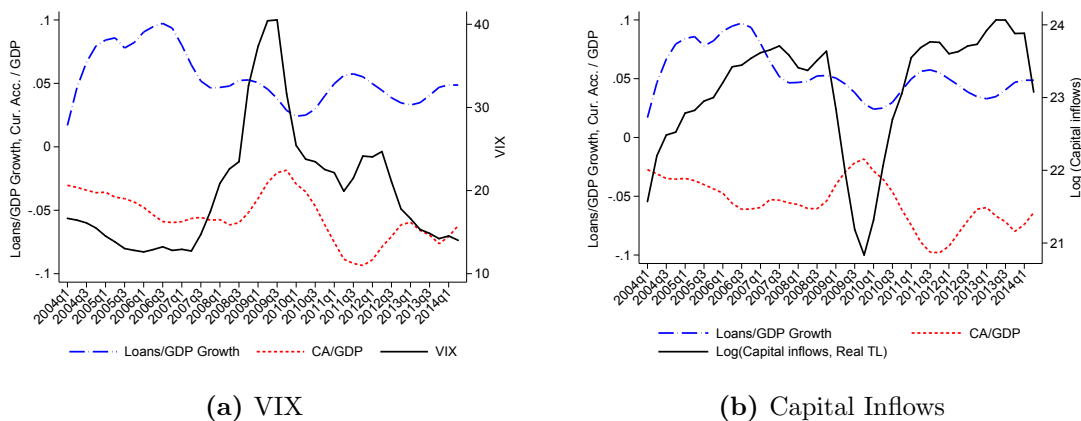 Loans/GDP Growth, Cur. Acc. / GDP
.1
.05
0
-.05
-.1
40
30
20
10
VIX
2004q1
2004q3
2005q1
2005q3
2006q1
2006q3
2007q1
2007q3
2008q1
2008q3
2009q1
2009q3
2010q1
2010q3
2011q1
2011q3
2012q1
2012q3
2013q1
2013q3
2014q1
Loans/GDP Growth
CA/GDP
VIX
(a) VIX
Loans/GDP Growth, Cur. Acc. / GDP
.1
.05
0
-.05
-.1
24
23
22
21
Log(Capital inflows)
2004q1
2004q3
2005q1
2005q3
2006q1
2006q3
2007q1
2007q3
2008q1
2008q3
2009q1
2009q3
2010q1
2010q3
2011q1
2011q3
2012q1
2012q3
2013q1
2013q3
2014q1
Loans/GDP Growth
CA/GDP
Log(Capital inflows, Real TL)
(b) Capital Inflows